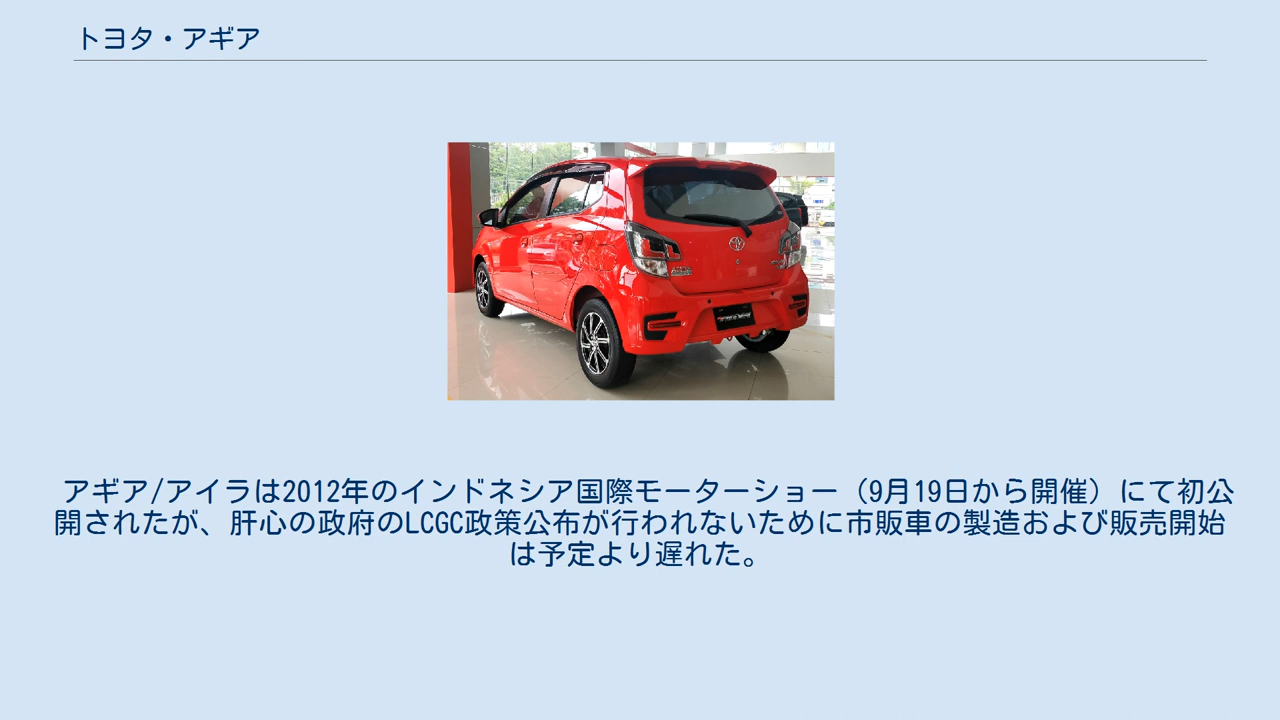 トヨタ・アギア
アギア/アイラは2012年のインドネシア国際モーターショー（9月19日から開催）にて初公
開されたが、肝心の政府のLCGC政策公布が行われないために市販車の製造および販売開始
は予定より遅れた。